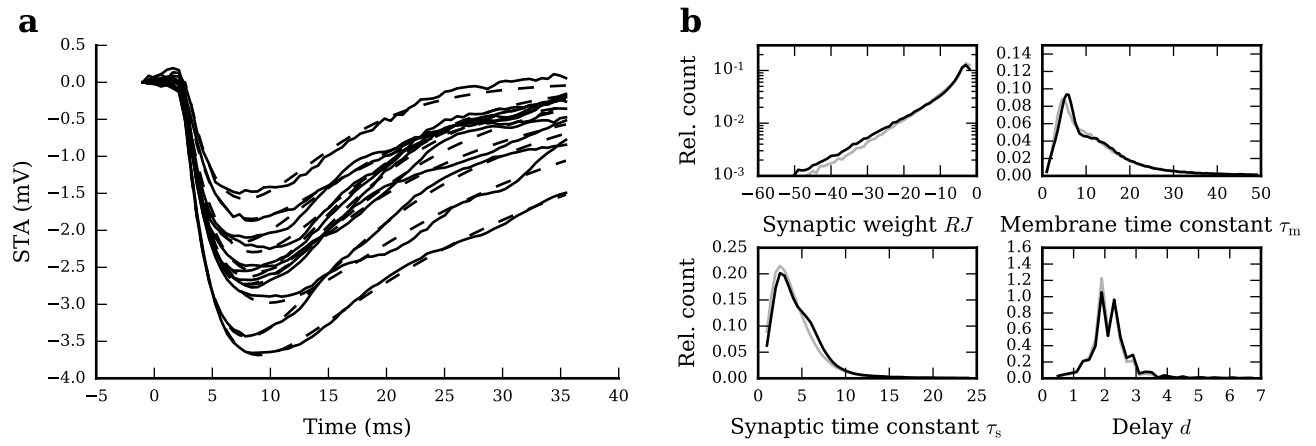 a
STA (mV)
0.5
0.0
−0.5
−1.0
−1.5
−2.0
−2.5
−3.0
−3.5
−4.0
−5 0 5 10 15 20 25 30 35 40
Time (ms)
b
Rel. count
10⁻¹
10⁻²
10⁻³
−60 −50 −40 −30 −20 −10 0
Synaptic weight RJ
0.14
0.12
0.10
0.08
0.06
0.04
0.02
0.00
0 10 20 30 40 50
Membrane time constant τₘ
Rel. count
0.25
0.20
0.15
0.10
0.05
0.00
0 5 10 15 20 25
Synaptic time constant τₛ
1.6
1.4
1.2
1.0
0.8
0.6
0.4
0.2
0.0
0 1 2 3 4 5 6 7
Delay d